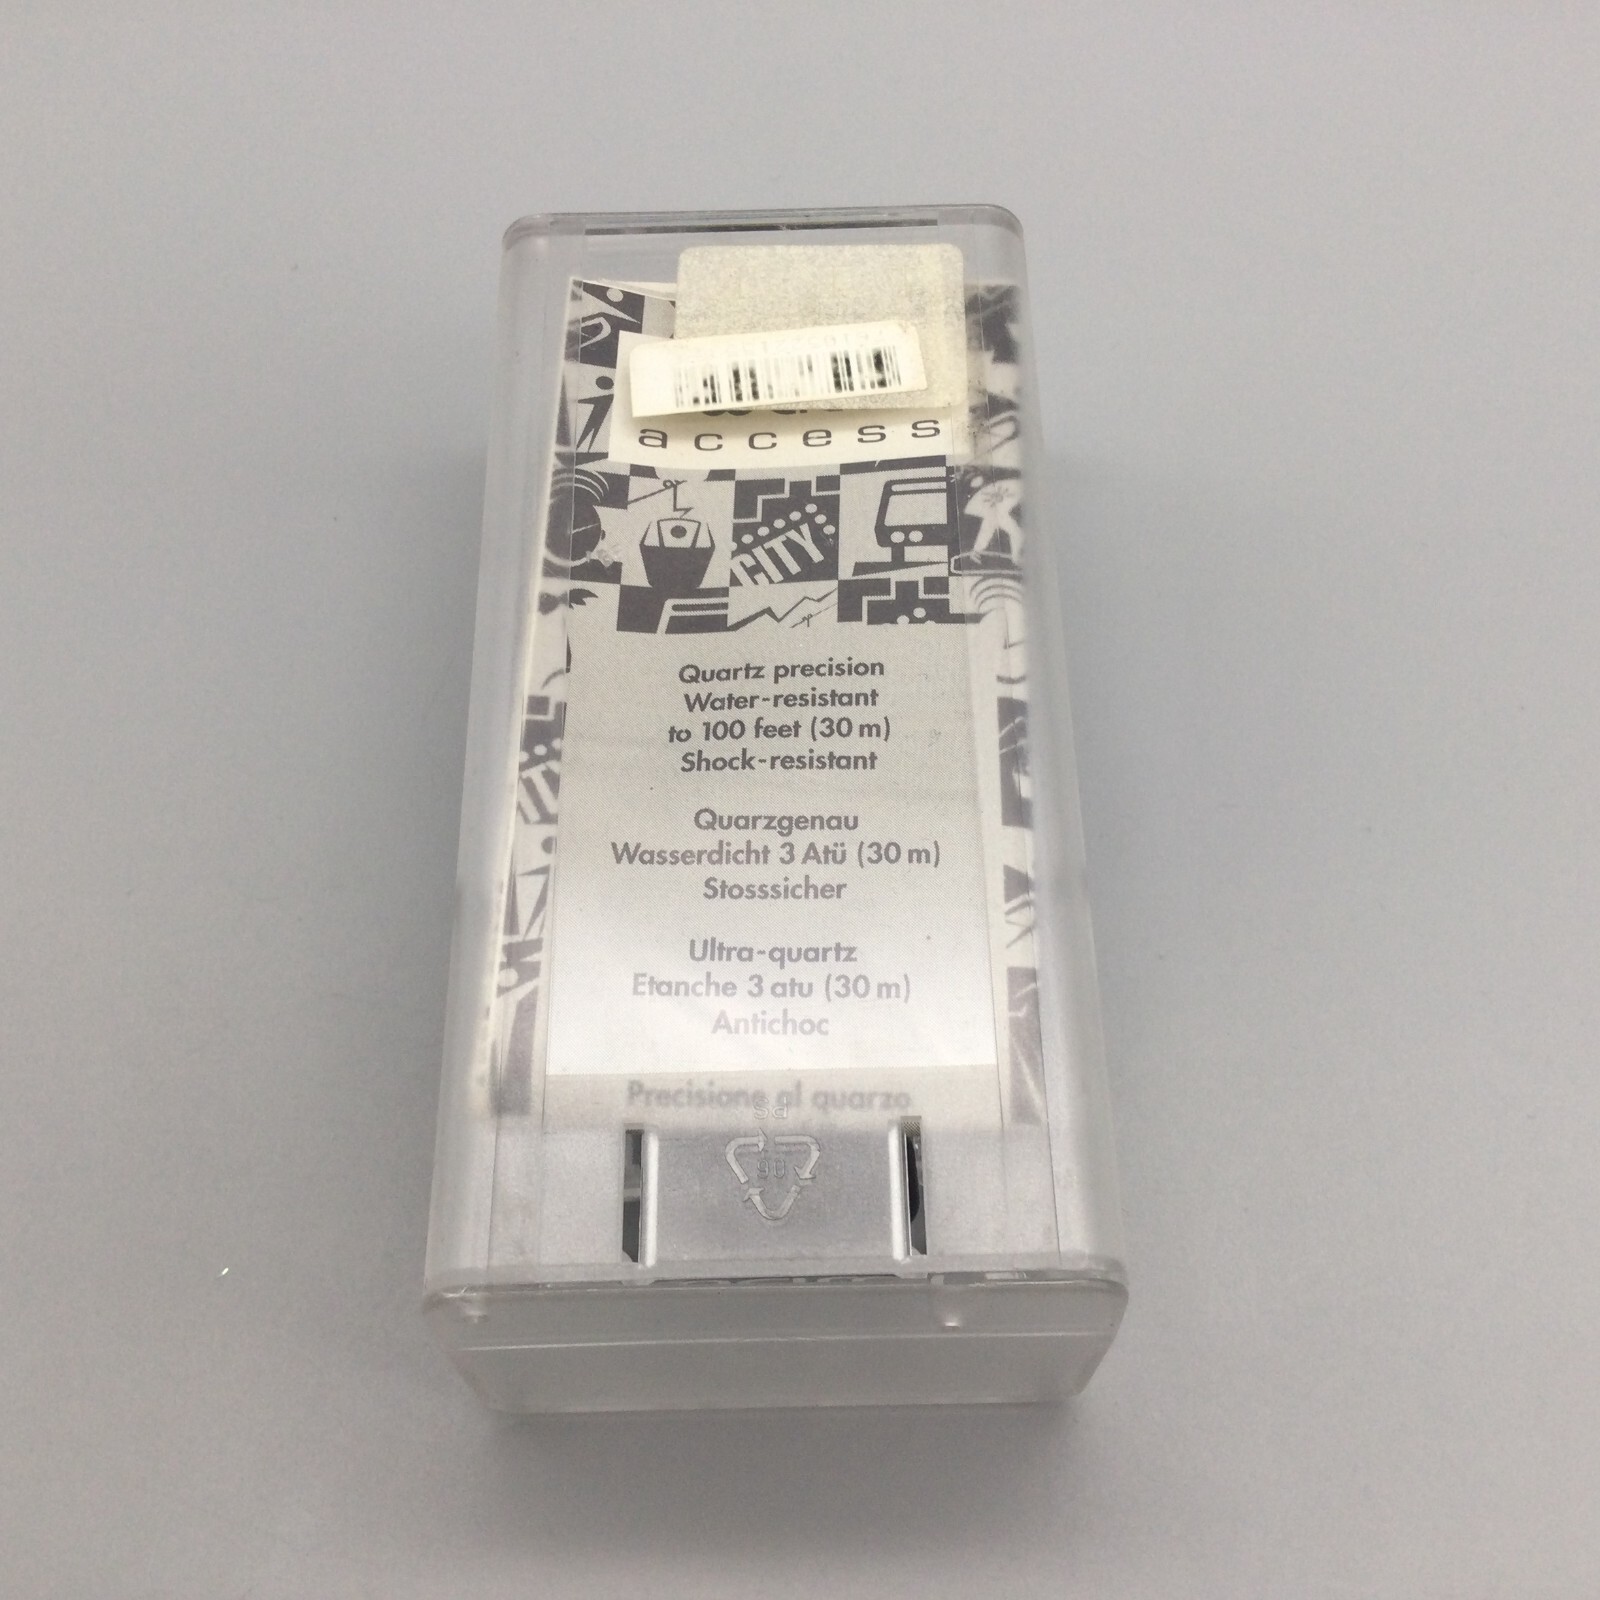 access
CITY
Quartz precision
Water-resistant
to 100 feet (30 m)
Shock-resistant
Quarzgenau
Wasserdicht 3 Atü (30 m)
Stosssicher
Ultra-quartz
Etanche 3 atu (30 m)
Antichoc
Precisione al quarzo
PS